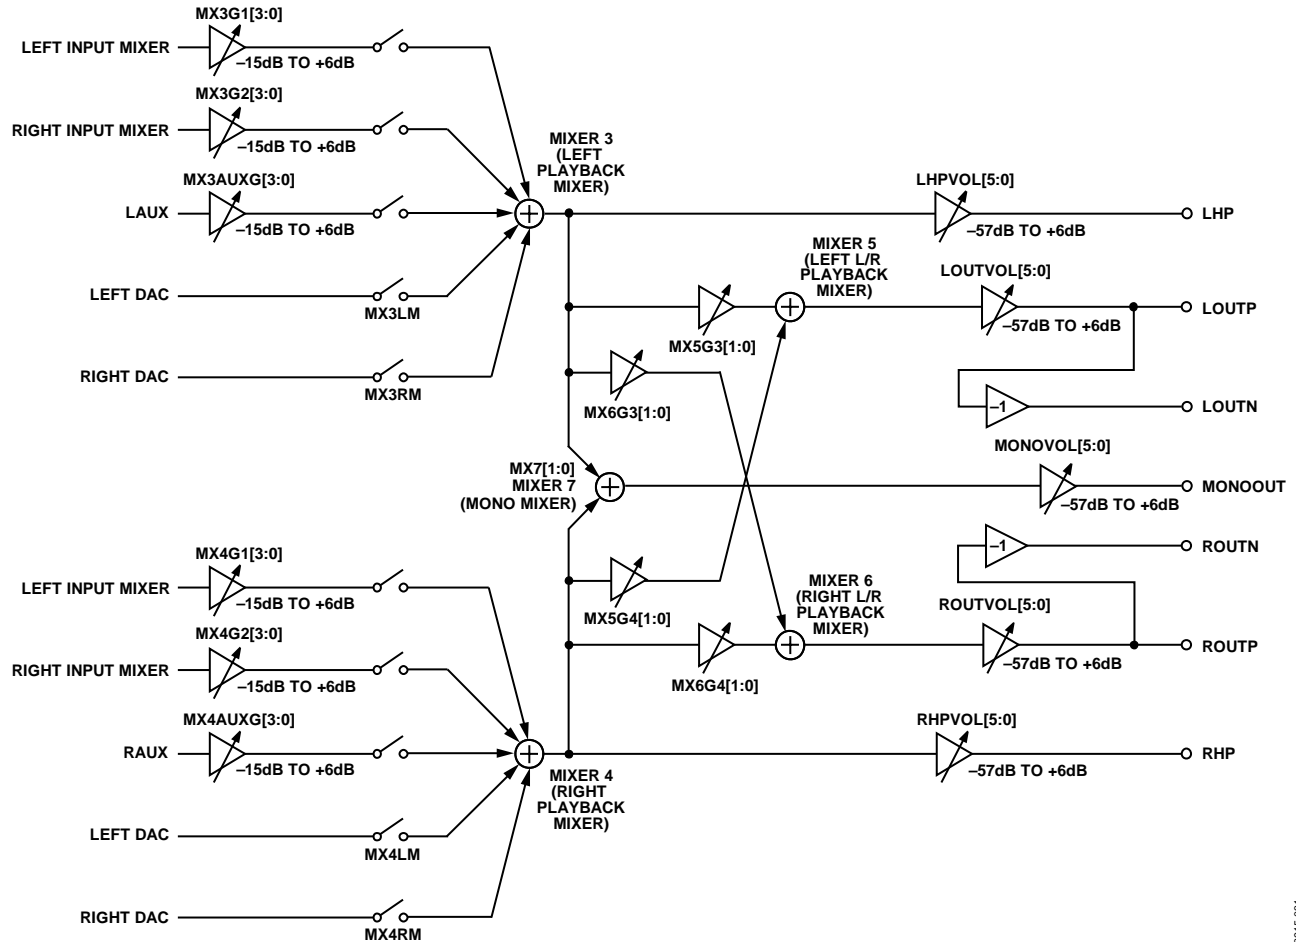 MX3G1[3:0]
LEFT INPUT MIXER
–15dB TO +6dB
MX3G2[3:0]
RIGHT INPUT MIXER
–15dB TO +6dB
MIXER 3
(LEFT
PLAYBACK
MIXER)
MX3AUXG[3:0]
LAUX
–15dB TO +6dB
LHPVOL[5:0]
–57dB TO +6dB
LHP
LEFT DAC
MX3LM
RIGHT DAC
MX3RM
MIXER 5
(LEFT L/R
PLAYBACK
MIXER)
MX5G3[1:0]
LOUTVOL[5:0]
–57dB TO +6dB
LOUTP
MX6G3[1:0]
–1
LOUTN
MX7[1:0]
MIXER 7
(MONO MIXER)
MONOVOL[5:0]
–57dB TO +6dB
MONOOUT
–1
ROUTN
MX5G4[1:0]
MIXER 6
(RIGHT L/R
PLAYBACK
MIXER)
MX6G4[1:0]
ROUTVOL[5:0]
–57dB TO +6dB
ROUTP
MX4G1[3:0]
LEFT INPUT MIXER
–15dB TO +6dB
MX4G2[3:0]
RIGHT INPUT MIXER
–15dB TO +6dB
MX4AUXG[3:0]
RAUX
–15dB TO +6dB
MIXER 4
(RIGHT
PLAYBACK
MIXER)
RHPVOL[5:0]
–57dB TO +6dB
RHP
LEFT DAC
MX4LM
RIGHT DAC
MX4RM